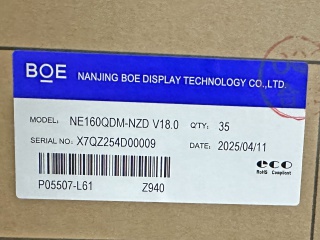 BOE NANJING BOE DISPLAY TECHNOLOGY CO.,LTD.
MODEL: NE160QDM-NZD V18.0 Q'TY: 35
SERIAL NO: X7QZ254D00009 DATE: 2025/04/11
eco
RoHS Compliant
P05507-L61 Z940